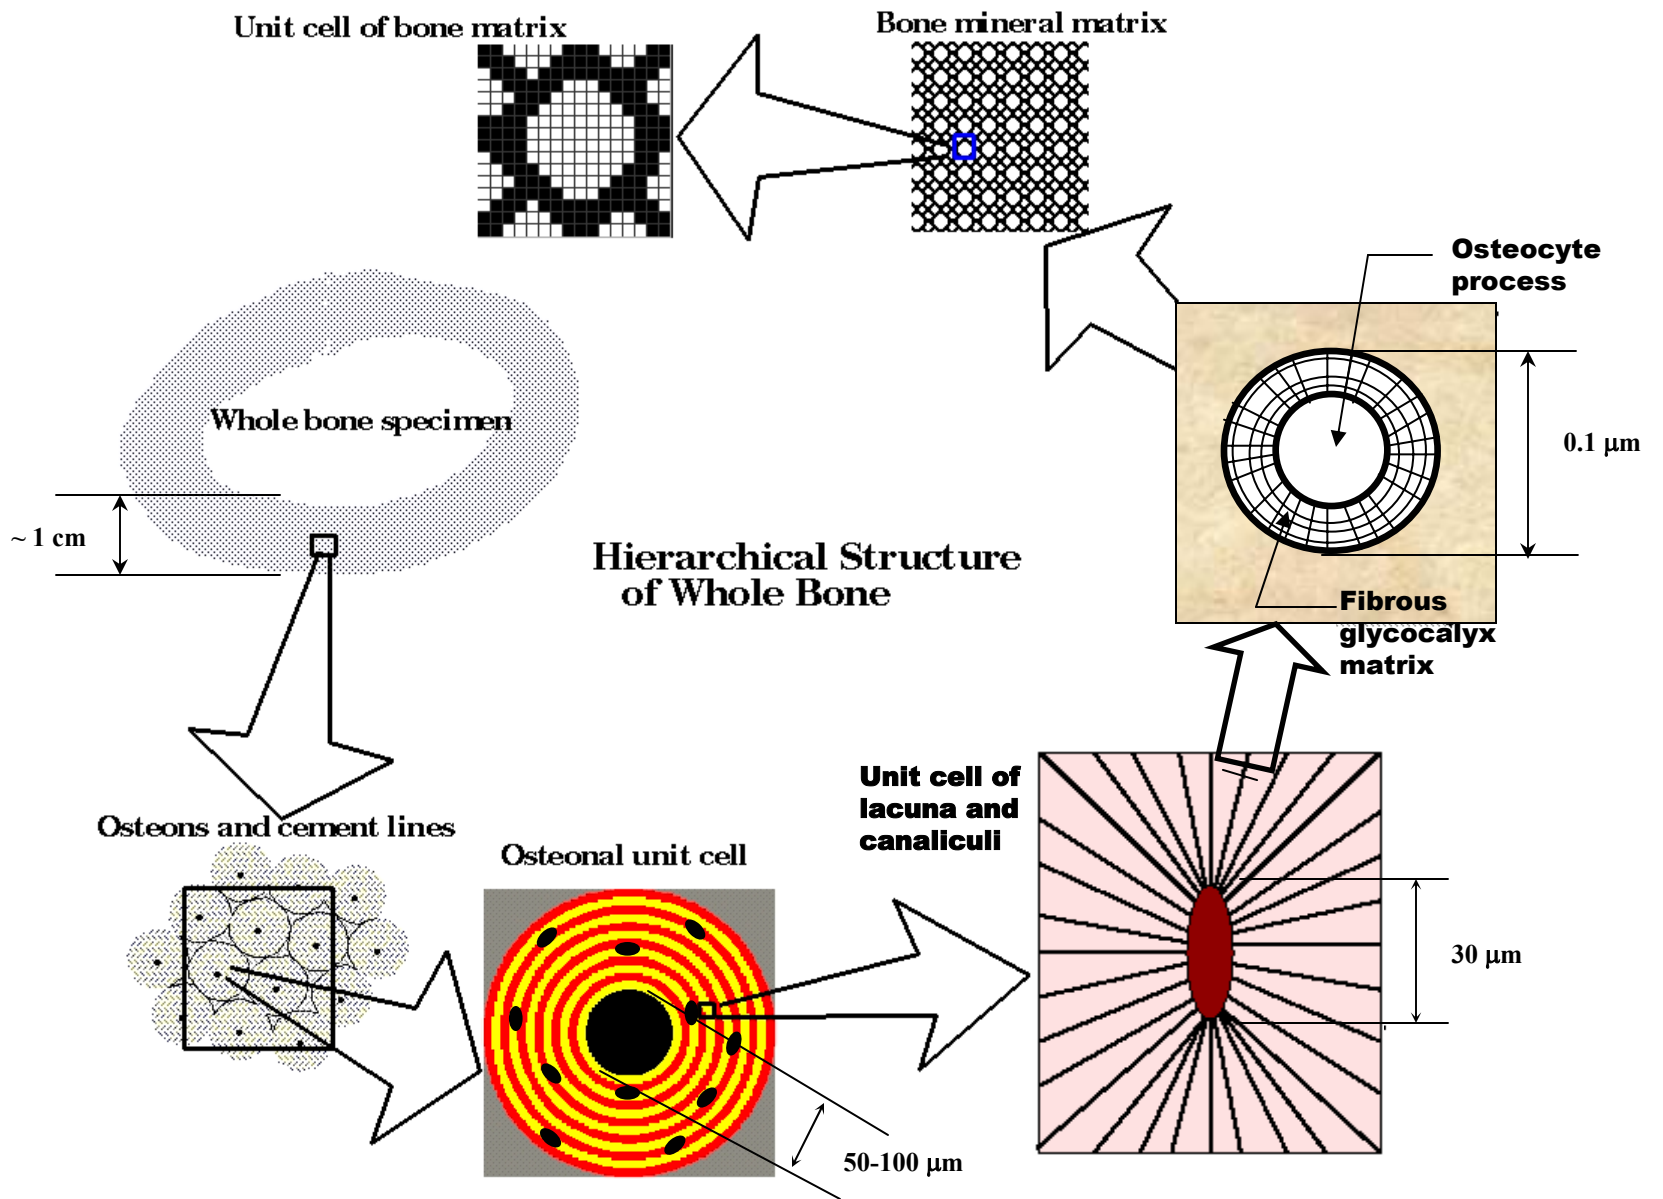 Unit cell of bone matrix
Bone mineral matrix
Osteocyte
process
Whole bone specimen
0.1 μm
~ 1 cm
Hierarchical Structure
of Whole Bone
Fibrous
glycocalyx
matrix
Unit cell of
lacuna and
canaliculi
Osteons and cement lines
Osteonal unit cell
30 μm
50-100 μm